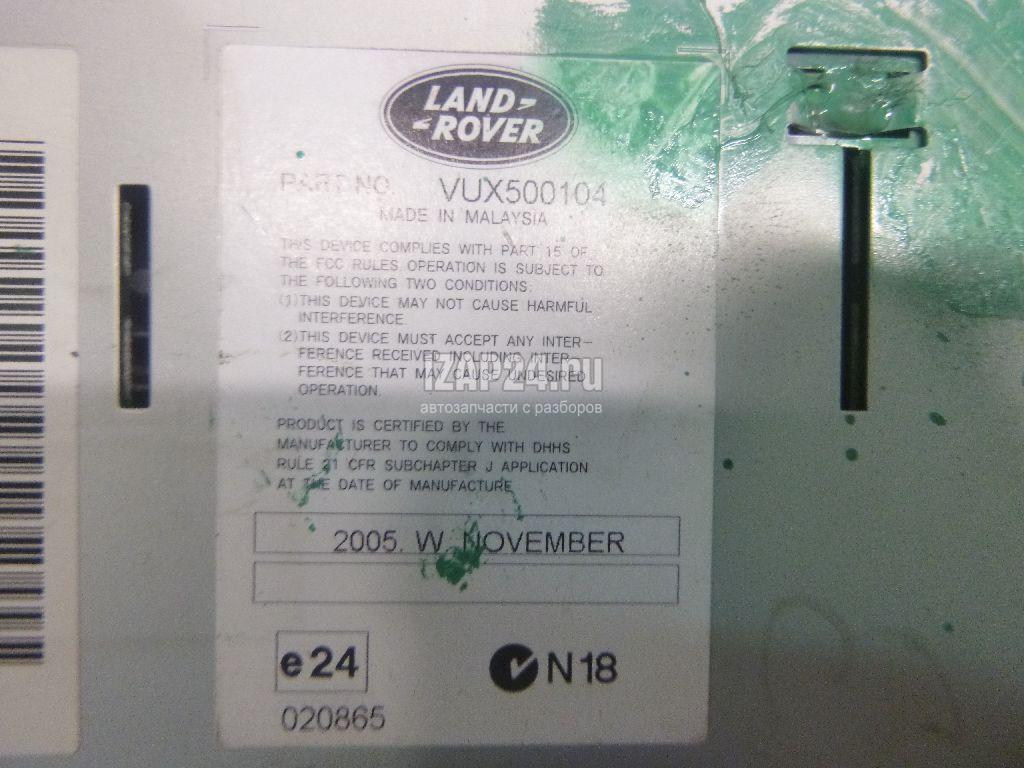 LAND-
-ROVER
PART NO. VUX500104
MADE IN MALAYSIA
THIS DEVICE COMPLIES WITH PART 15 OF
THE FCC RULES OPERATION IS SUBJECT TO
THE FOLLOWING TWO CONDITIONS:
(1)THIS DEVICE MAY NOT CAUSE HARMFUL
INTERFERENCE.
(2)THIS DEVICE MUST ACCEPT ANY INTER-
FERENCE RECEIVED INCLUDING INTER-
FERENCE THAT MAY CAUSE UNDESIRED
OPERATION.
IZAP24.ru
автозапчасти с разборов
PRODUCT IS CERTIFIED BY THE
MANUFACTURER TO COMPLY WITH DHHS
RULE 21 CFR SUBCHAPTER J APPLICATION
AT THE DATE OF MANUFACTURE
2005. W. NOVEMBER
e24
N18
020865